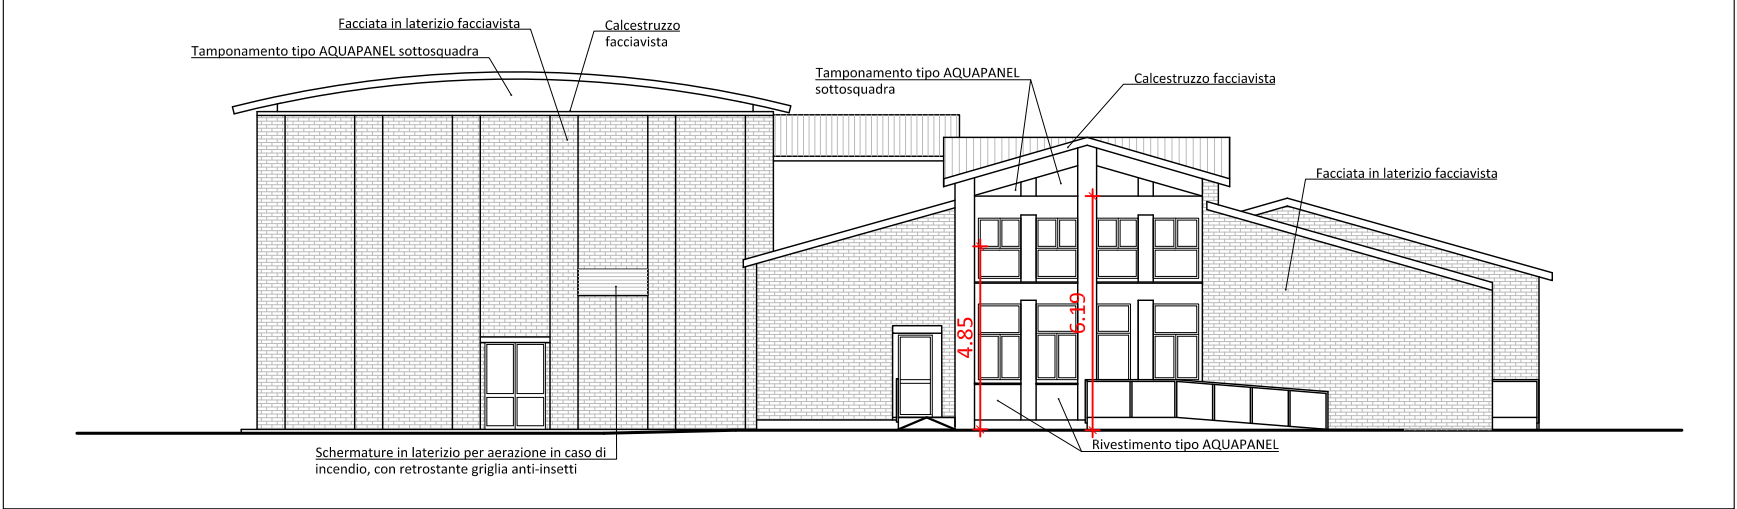 Facciata in laterizio facciavista
Calcestruzzo
facciavista
Tamponamento tipo AQUAPANEL sottosquadra
Tamponamento tipo AQUAPANEL
sottosquadra
Calcestruzzo facciavista
Facciata in laterizio facciavista
4.85
6.19
Schermature in laterizio per aerazione in caso di
incendio, con retrostante griglia anti-insetti
Rivestimento tipo AQUAPANEL